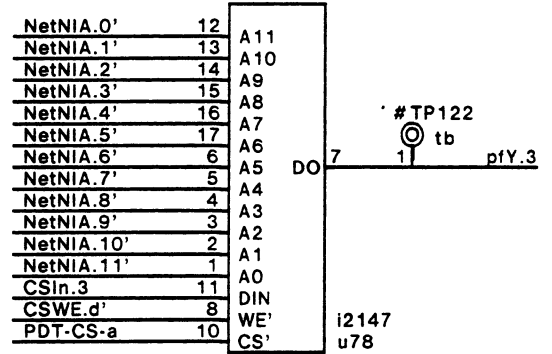 NetNIA.0' 12 A11
NetNIA.1' 13 A10
NetNIA.2' 14 A9
NetNIA.3' 15 A8
NetNIA.4' 16 A7
NetNIA.5' 17 A6
NetNIA.6' 6 A5
NetNIA.7' 5 A4
NetNIA.8' 4 A3
NetNIA.9' 3 A2
NetNIA.10' 2 A1
NetNIA.11' 1 A0
CSIn.3 11 DIN
CSWE.d' 8 WE'
PDT-CS-a 10 CS'
#TP122
tb
DO 7 1 pfY.3
i2147
u78